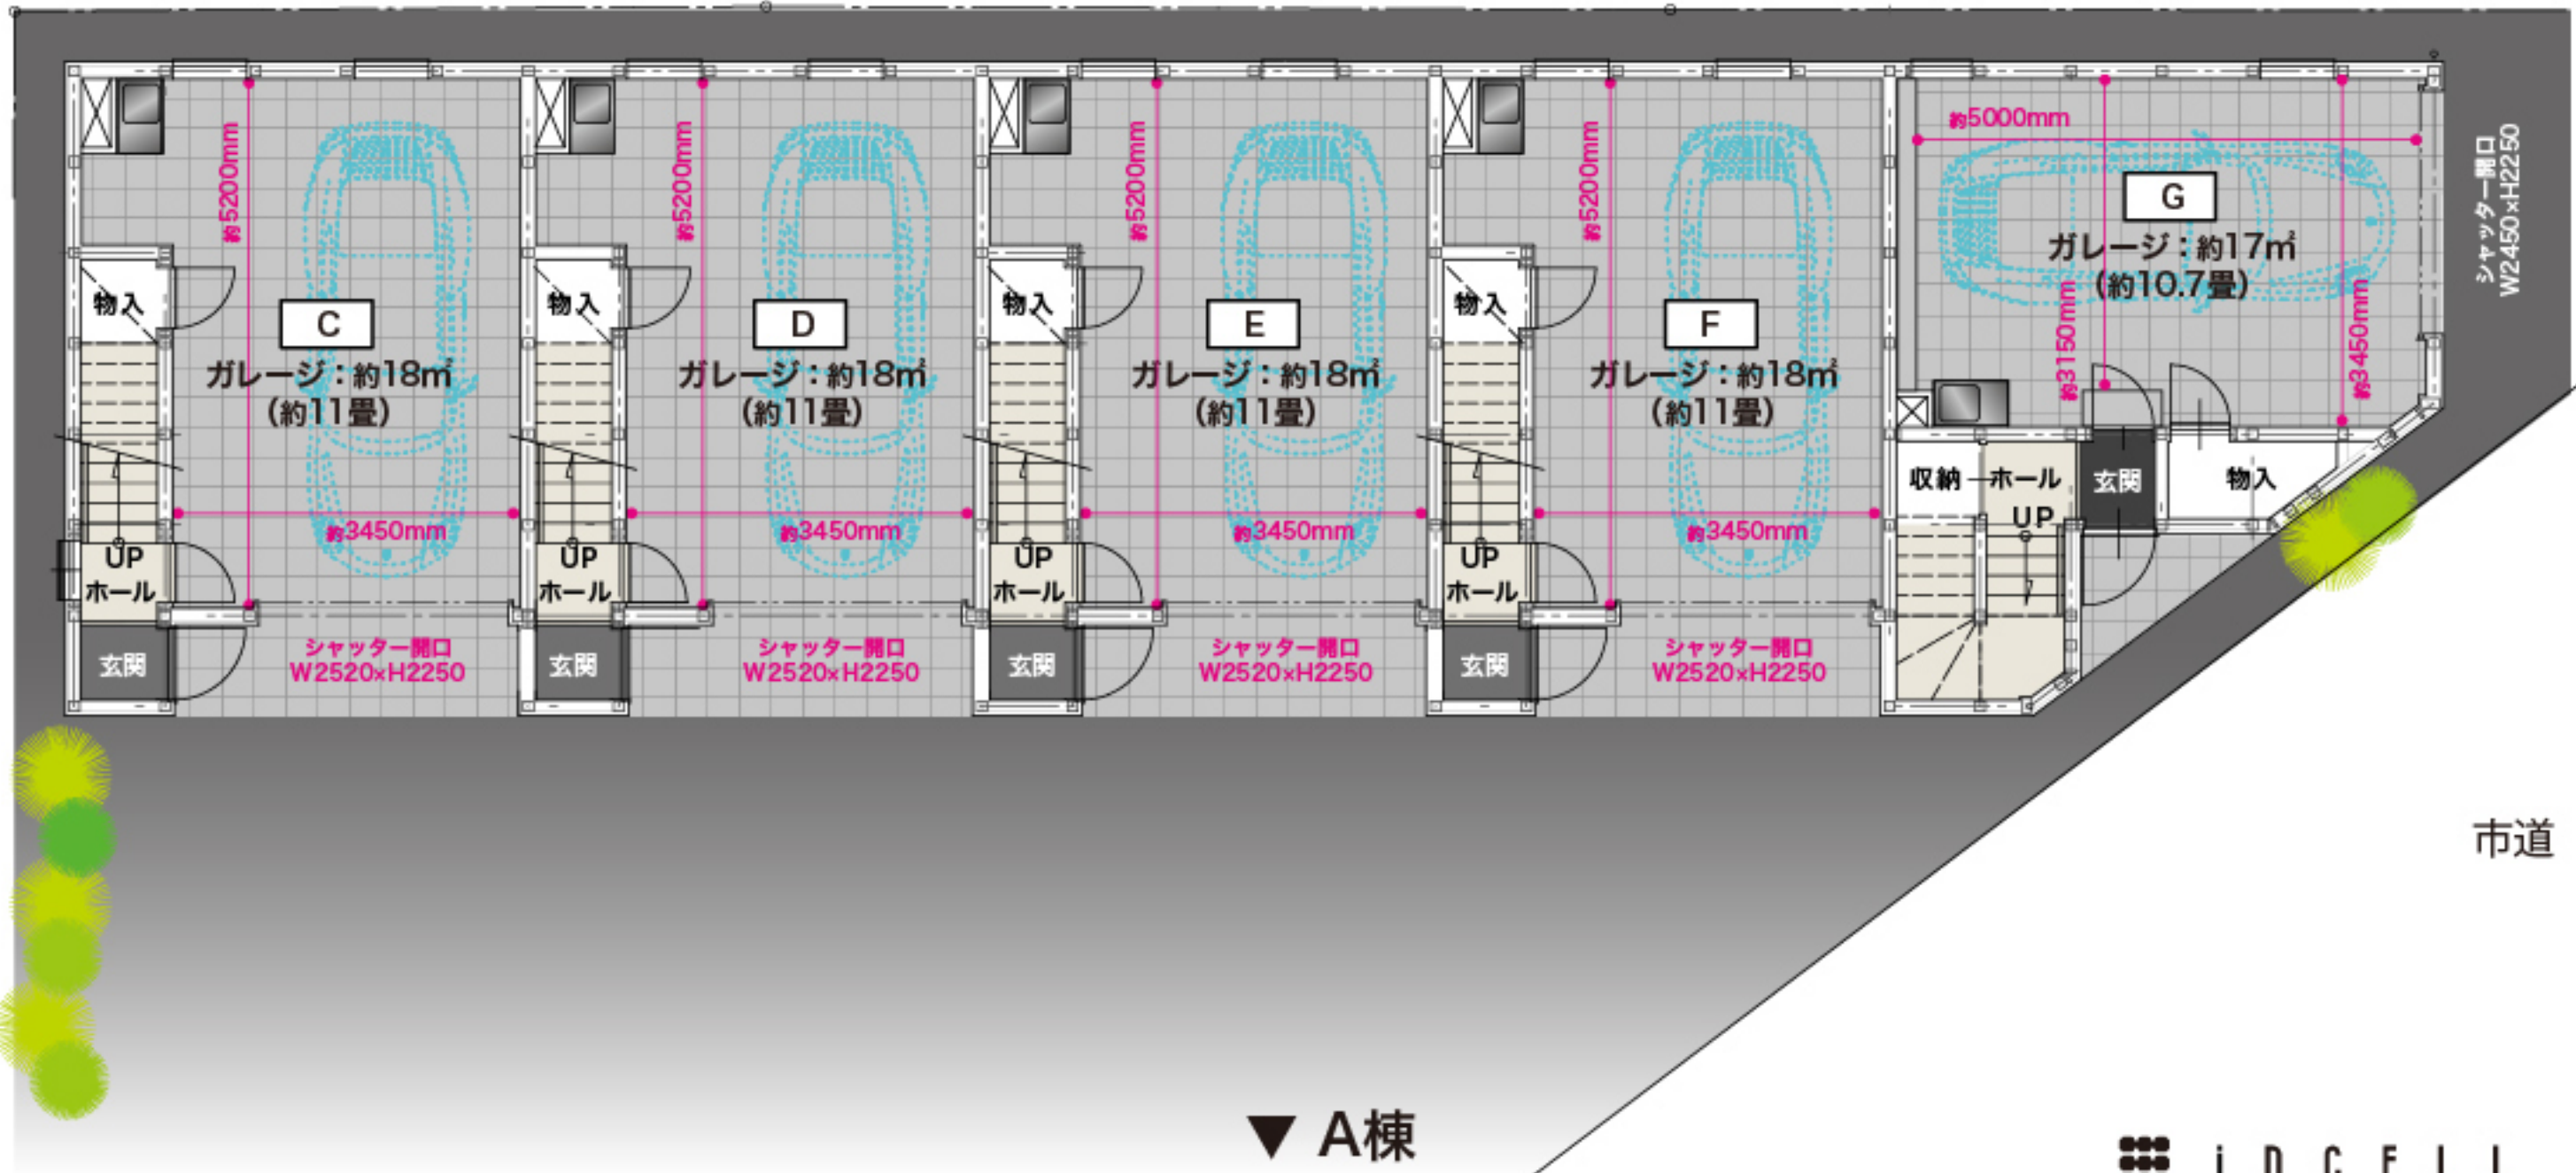 約5200mm
物入
C
ガレージ：約18㎡
（約11畳）
約3450mm
UP
ホール
玄関
シャッター開口
W2520×H2250
約5200mm
物入
D
ガレージ：約18㎡
（約11畳）
約3450mm
UP
ホール
玄関
シャッター開口
W2520×H2250
約5200mm
物入
E
ガレージ：約18㎡
（約11畳）
約3450mm
UP
ホール
玄関
シャッター開口
W2520×H2250
約5200mm
物入
F
ガレージ：約18㎡
（約11畳）
約3450mm
UP
ホール
玄関
シャッター開口
W2520×H2250
約5000mm
G
ガレージ：約17㎡
（約10.7畳）
約3150mm
約3450mm
収納
ホール
玄関
物入
UP
シャッター開口
W2450×H2250
市道
▼ A棟